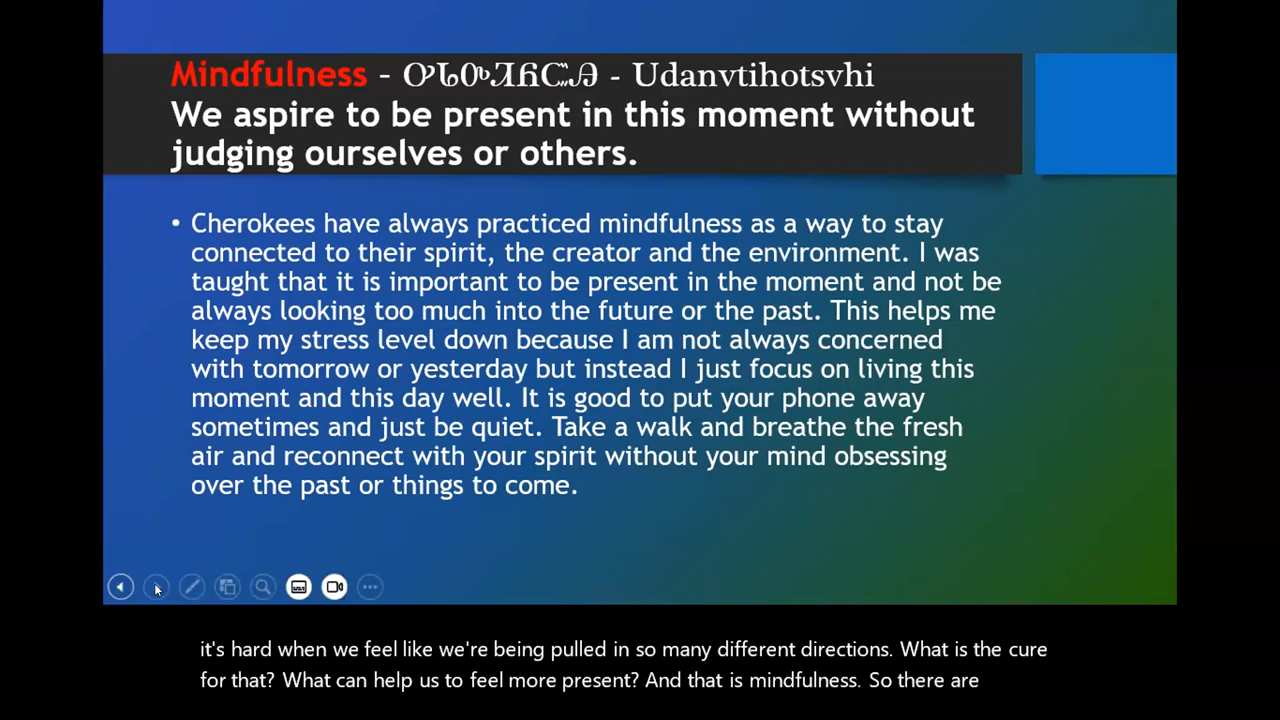 Mindfulness - ᎤᏓᏅᏗᏲᏨᎯ - Udanvtihotsvhi
We aspire to be present in this moment without
judging ourselves or others.
• Cherokees have always practiced mindfulness as a way to stay
connected to their spirit, the creator and the environment. I was
taught that it is important to be present in the moment and not be
always looking too much into the future or the past. This helps me
keep my stress level down because I am not always concerned
with tomorrow or yesterday but instead I just focus on living this
moment and this day well. It is good to put your phone away
sometimes and just be quiet. Take a walk and breathe the fresh
air and reconnect with your spirit without your mind obsessing
over the past or things to come.
it's hard when we feel like we're being pulled in so many different directions. What is the cure
for that? What can help us to feel more present? And that is mindfulness. So there are